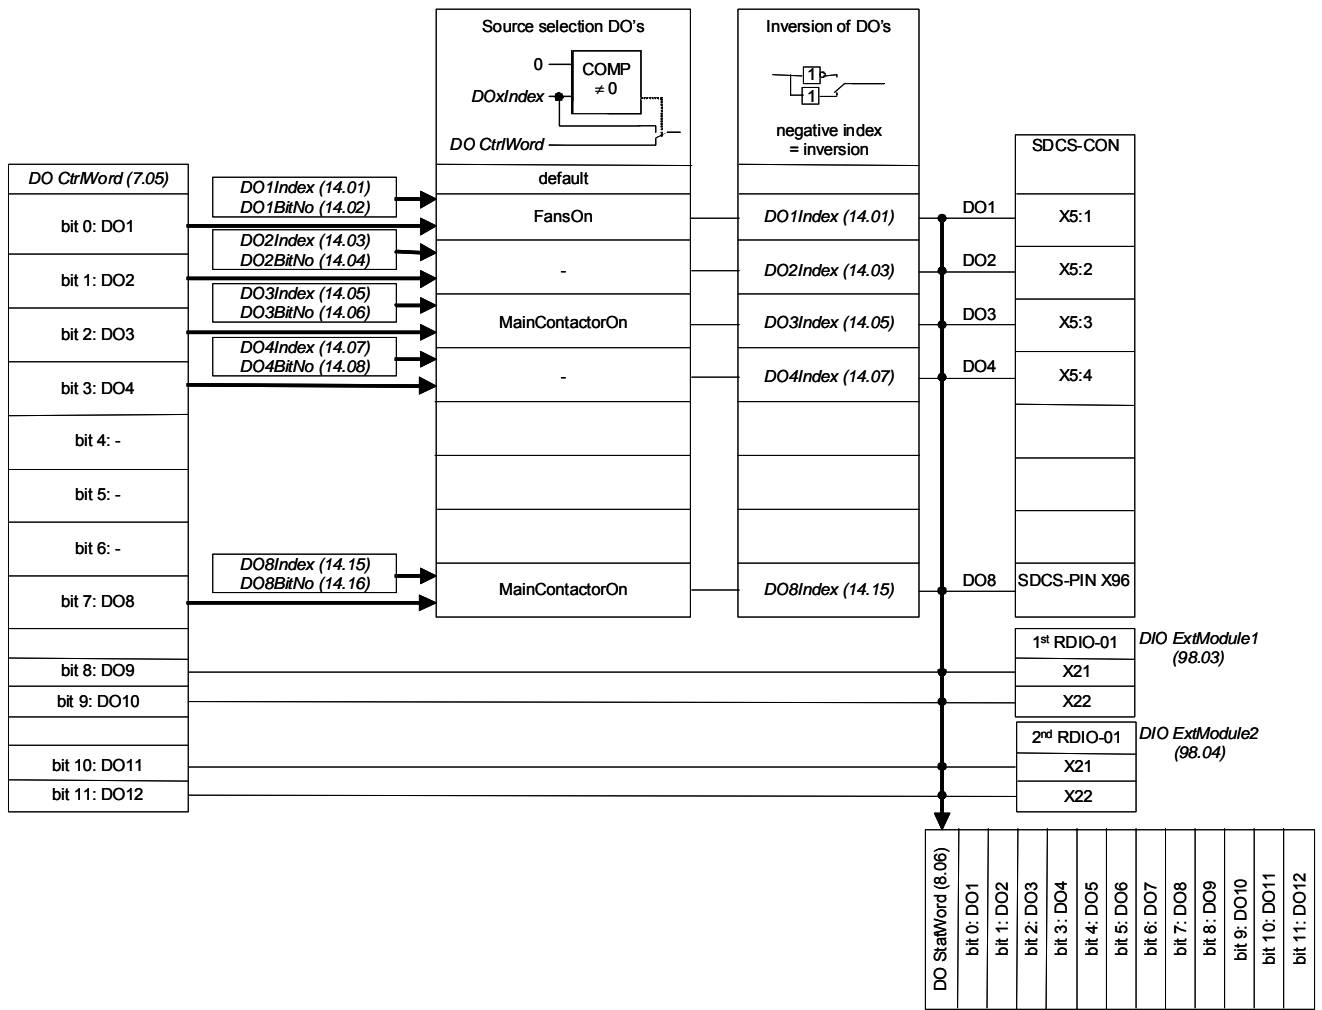 Source selection DO's
0
COMP
≠ 0
DOxIndex
DO CtrlWord
default
FansOn
-
MainContactorOn
-
MainContactorOn
Inversion of DO's
1
1
negative index
= inversion
DO1Index (14.01)
DO2Index (14.03)
DO3Index (14.05)
DO4Index (14.07)
DO8Index (14.15)
DO CtrlWord (7.05)
bit 0: DO1
bit 1: DO2
bit 2: DO3
bit 3: DO4
bit 4: -
bit 5: -
bit 6: -
bit 7: DO8
bit 8: DO9
bit 9: DO10
bit 10: DO11
bit 11: DO12
DO1Index (14.01)
DO1BitNo (14.02)
DO2Index (14.03)
DO2BitNo (14.04)
DO3Index (14.05)
DO3BitNo (14.06)
DO4Index (14.07)
DO4BitNo (14.08)
DO8Index (14.15)
DO8BitNo (14.16)
DO1
DO2
DO3
DO4
DO8
SDCS-CON
X5:1
X5:2
X5:3
X5:4
SDCS-PIN X96
1st RDIO-01
X21
X22
DIO ExtModule1
(98.03)
2nd RDIO-01
X21
X22
DIO ExtModule2
(98.04)
DO StatWord (8.06)
bit 0: DO1
bit 1: DO2
bit 2: DO3
bit 3: DO4
bit 4: DO5
bit 5: DO6
bit 6: DO7
bit 7: DO8
bit 8: DO9
bit 9: DO10
bit 10: DO11
bit 11: DO12